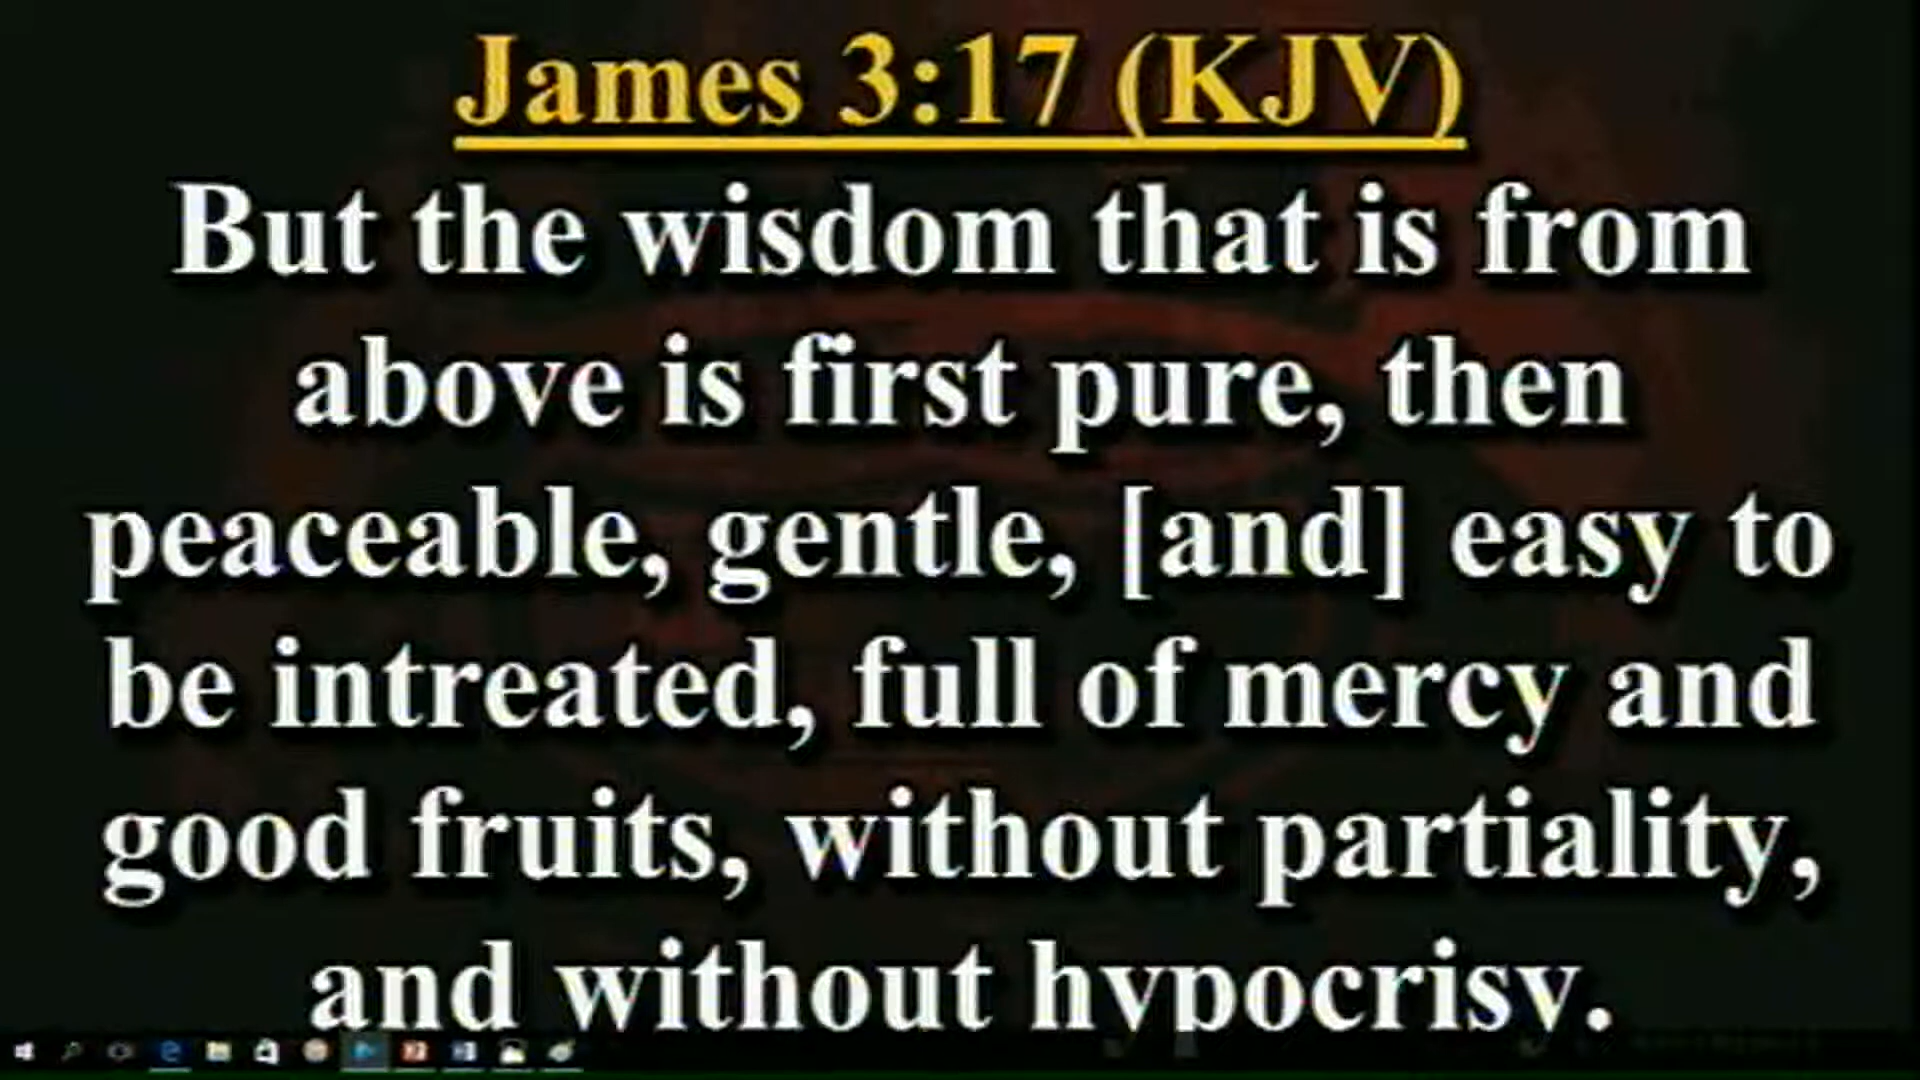 James 3:17 (KJV)
But the wisdom that is from
above is first pure, then
peaceable, gentle, [and] easy to
be intreated, full of mercy and
good fruits, without partiality,
and without hypocrisy.